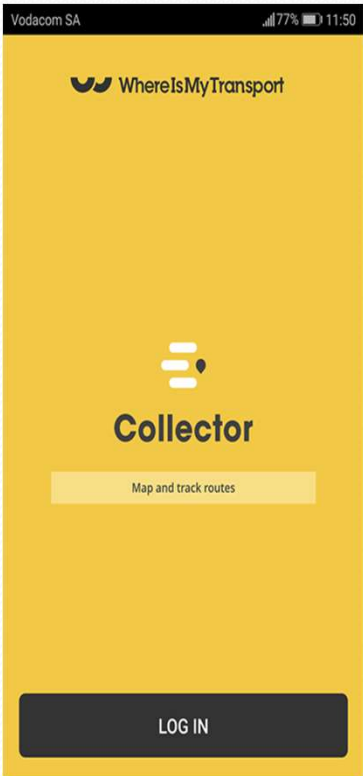 Vodacom SA 77% 11:50
WhereIsMyTransport
Collector
Map and track routes
LOG IN